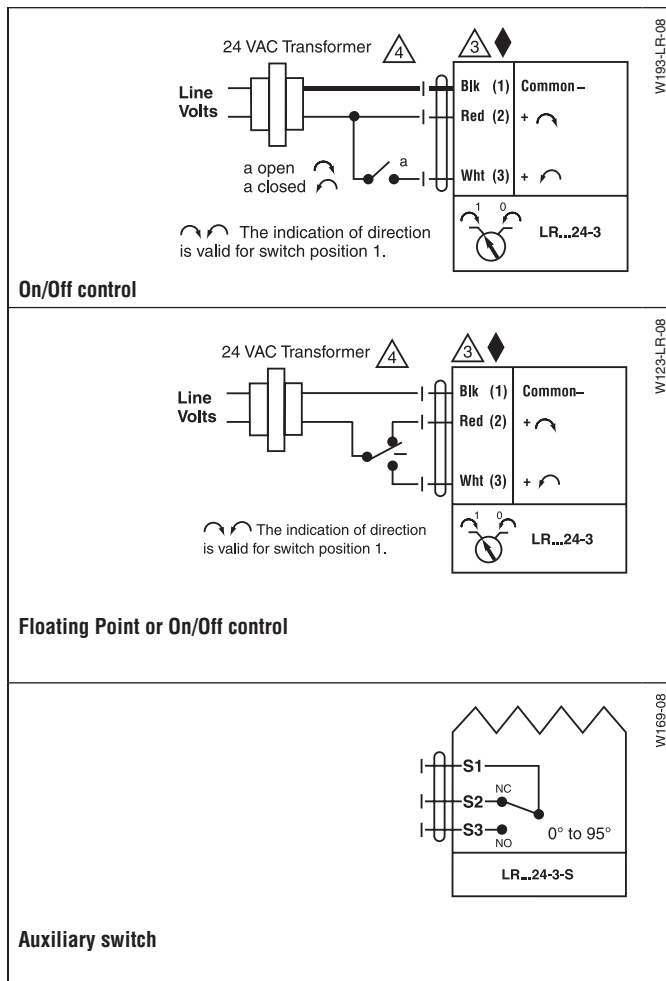 24 VAC Transformer 4 3
W193-LR-08
Line
Volts
Blk (1) Common –
Red (2) +
a open
a closed
a
Wht (3) +
1 0
LR...24-3
The indication of direction
is valid for switch position 1.
On/Off control
24 VAC Transformer 4 3
W123-LR-08
Line
Volts
Blk (1) Common–
Red (2) +
Wht (3) +
1 0
LR...24-3
The indication of direction
is valid for switch position 1.
Floating Point or On/Off control
W169-08
S1
S2 NC
S3 NO
0° to 95°
LR...24-3-S
Auxiliary switch